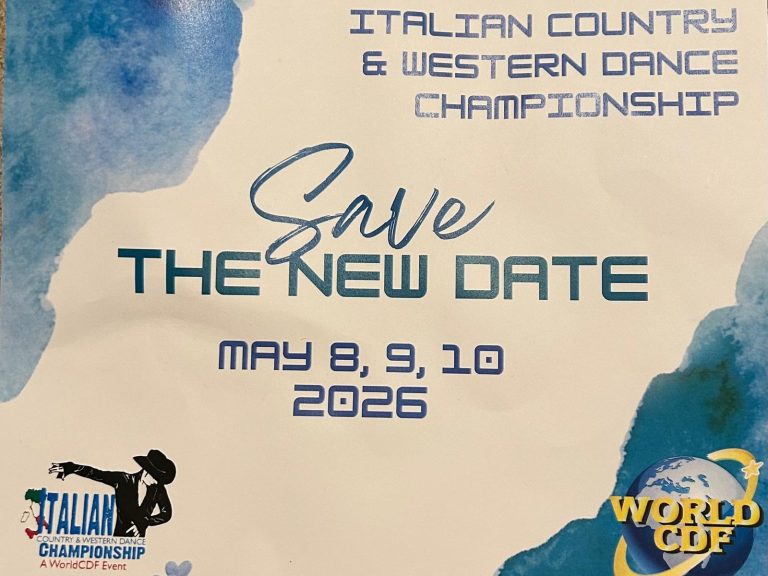 ITALIAN COUNTRY
& WESTERN DANCE
CHAMPIONSHIP
Save
THE NEW DATE
MAY 8, 9, 10
2026
ITALIAN
COUNTRY & WESTERN DANCE
CHAMPIONSHIP
A WorldCDF Event
WORLD
CDF